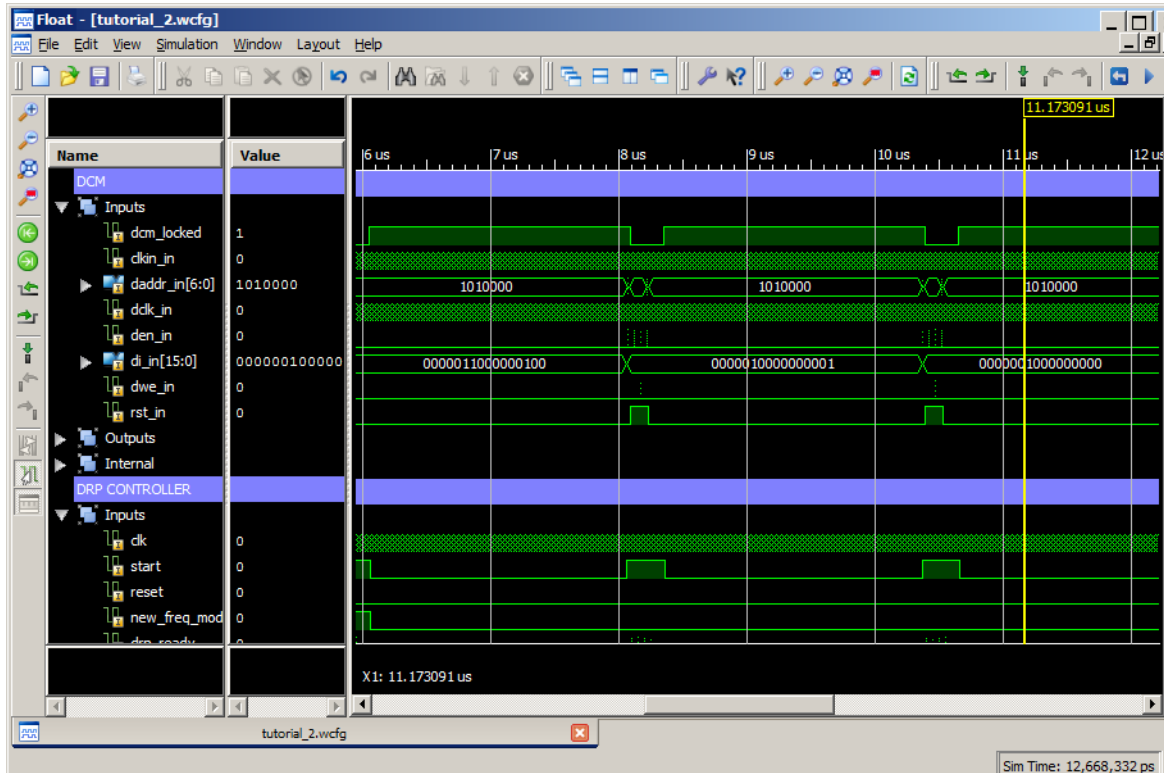 Float - [tutorial_2.wcfg]
File Edit View Simulation Window Layout Help
11.173091 us
Name Value 6 us 7 us 8 us 9 us 10 us 11 us 12 us
DCM
Inputs
dcm_locked 1
clkin_in 0
daddr_in[6:0] 1010000 1010000 1010000 1010000
dclk_in 0
den_in 0
di_in[15:0] 000000100000 0000011000000100 0000010000000001 0000001000000000
dwe_in 0
rst_in 0
Outputs
Internal
DRP CONTROLLER
Inputs
clk 0
start 0
reset 0
new_freq_mod 0
drp_ready 0
X1: 11.173091 us
tutorial_2.wcfg
Sim Time: 12,668,332 ps